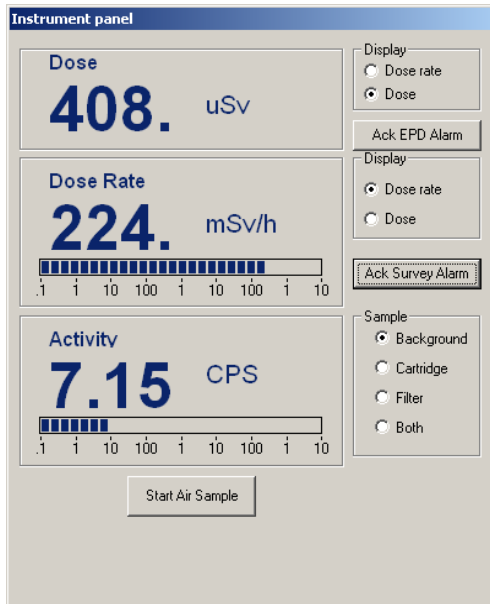 Instrument panel
Dose
408. uSv
Display
Dose rate
Dose
Ack EPD Alarm
Dose Rate
224. mSv/h
.1 1 10 100 1 10 100 1 10
Display
Dose rate
Dose
Ack Survey Alarm
Activity
7.15 CPS
.1 1 10 100 1 10 100 1 10
Sample
Background
Cartridge
Filter
Both
Start Air Sample